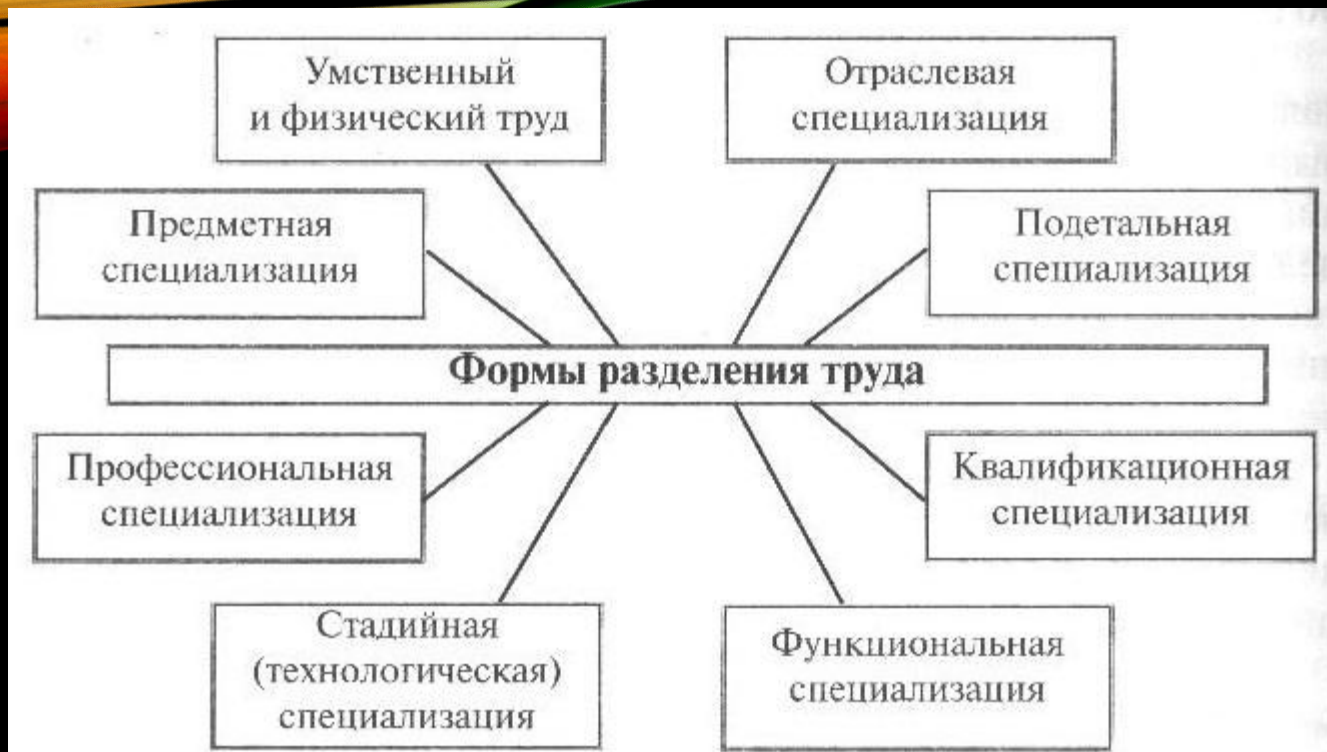 Умственный
и физический труд
Отраслевая
специализация
Предметная
специализация
Подетальная
специализация
Формы разделения труда
Профессиональная
специализация
Квалификационная
специализация
Стадийная
(технологическая)
специализация
Функциональная
специализация